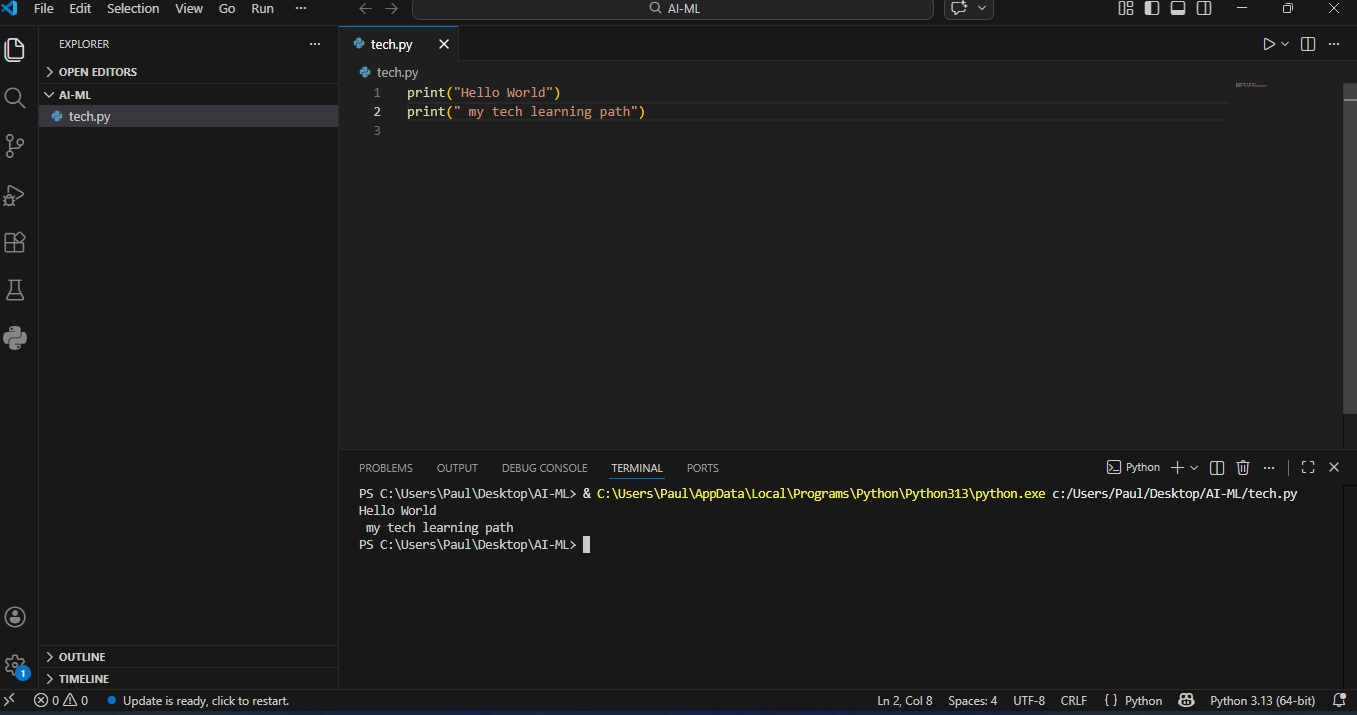 File Edit Selection View Go Run ···
AI-ML
EXPLORER ···
OPEN EDITORS
AI-ML
tech.py
tech.py
tech.py
1 print("Hello World")
2 print(" my tech learning path")
3
PROBLEMS OUTPUT DEBUG CONSOLE TERMINAL PORTS
Python
PS C:\Users\Paul\Desktop\AI-ML> & C:\Users\Paul\AppData\Local\Programs\Python\Python313\python.exe c:/Users/Paul/Desktop/AI-ML/tech.py
Hello World
 my tech learning path
PS C:\Users\Paul\Desktop\AI-ML>
OUTLINE
TIMELINE
1
0 0 Update is ready, click to restart. Ln 2, Col 8 Spaces: 4 UTF-8 CRLF { } Python Python 3.13 (64-bit)